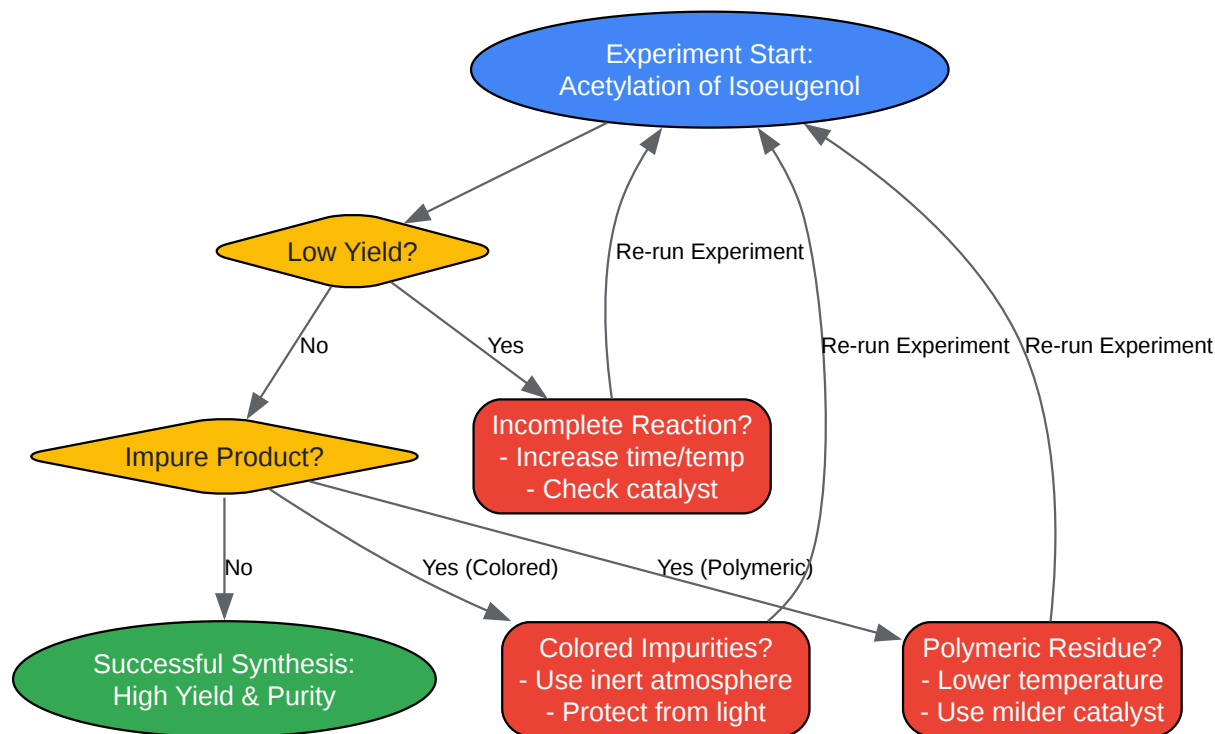 Experiment Start:
Acetylation of Isoeugenol
Low Yield?
Re-run Experiment
No
Yes
Re-run Experiment
Re-run Experiment
Incomplete Reaction?
- Increase time/temp
- Check catalyst
Impure Product?
No
Yes (Colored)
Yes (Polymeric)
Successful Synthesis:
High Yield & Purity
Colored Impurities?
- Use inert atmosphere
- Protect from light
Polymeric Residue?
- Lower temperature
- Use milder catalyst